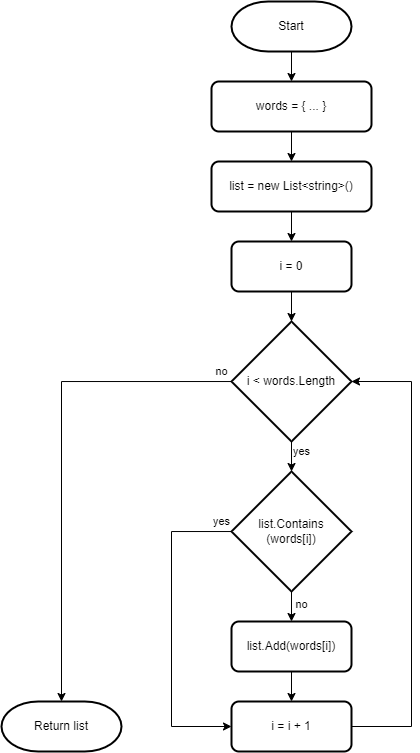 Start
words = { ... }
list = new List<string>()
i = 0
no
i < words.Length
yes
yes
list.Contains
(words[i])
no
list.Add(words[i])
Return list
i = i + 1